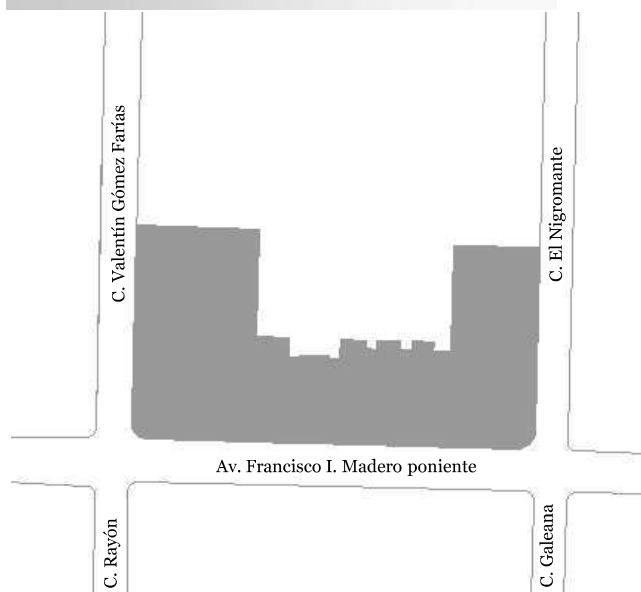 C. Valentín Gómez Farías
C. El Nigromante
Av. Francisco I. Madero poniente
C. Rayón
C. Galeana